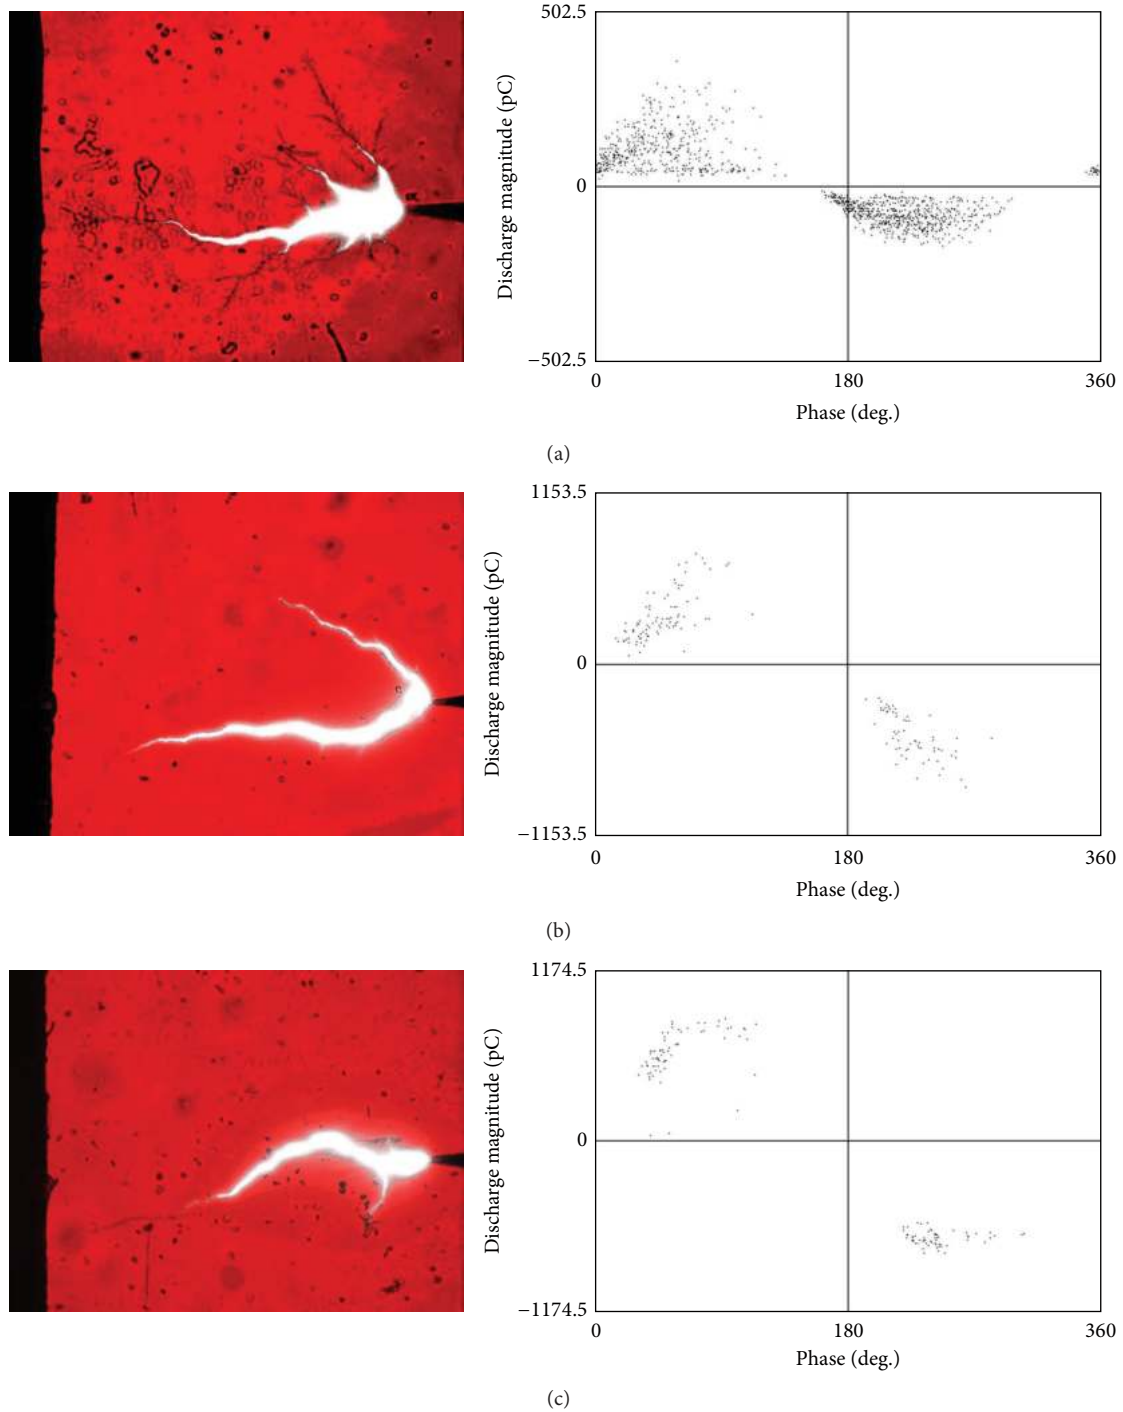 502.5
Discharge magnitude (pC)
0
−502.5
0 180 360
Phase (deg.)
(a)
1153.5
Discharge magnitude (pC)
0
−1153.5
0 180 360
Phase (deg.)
(b)
1174.5
Discharge magnitude (pC)
0
−1174.5
0 180 360
Phase (deg.)
(c)